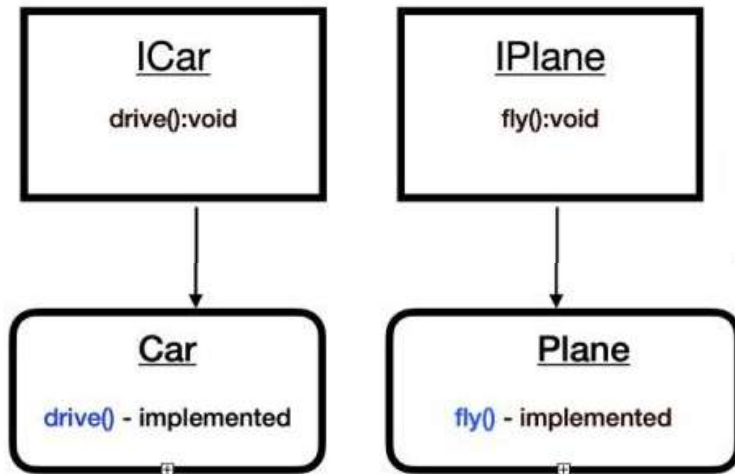 ICar
drive():void
IPlane
fly():void
Car
drive() - implemented
Plane
fly() - implemented